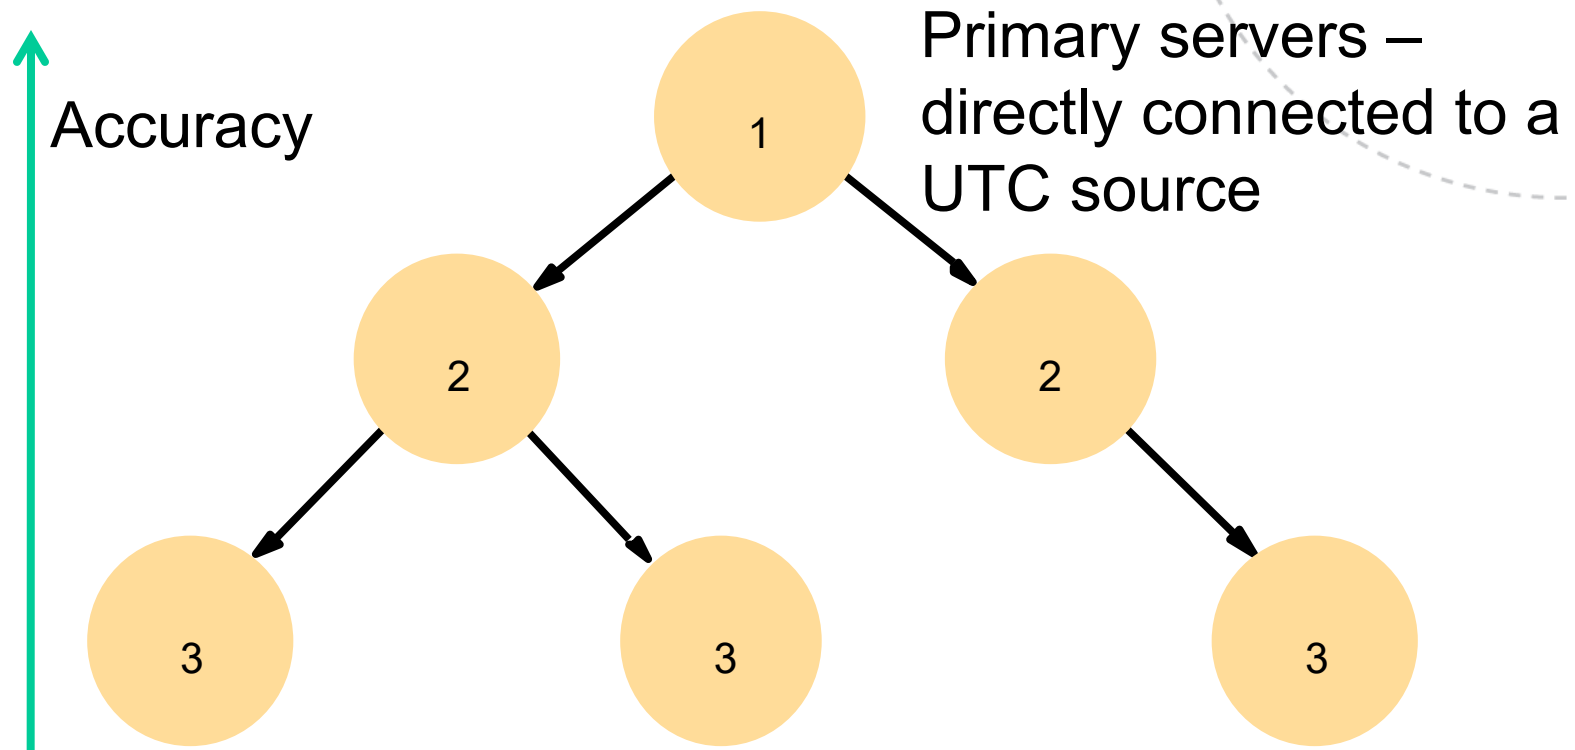 Primary servers –
directly connected to a
UTC source
Accuracy
1
2
2
3
3
3